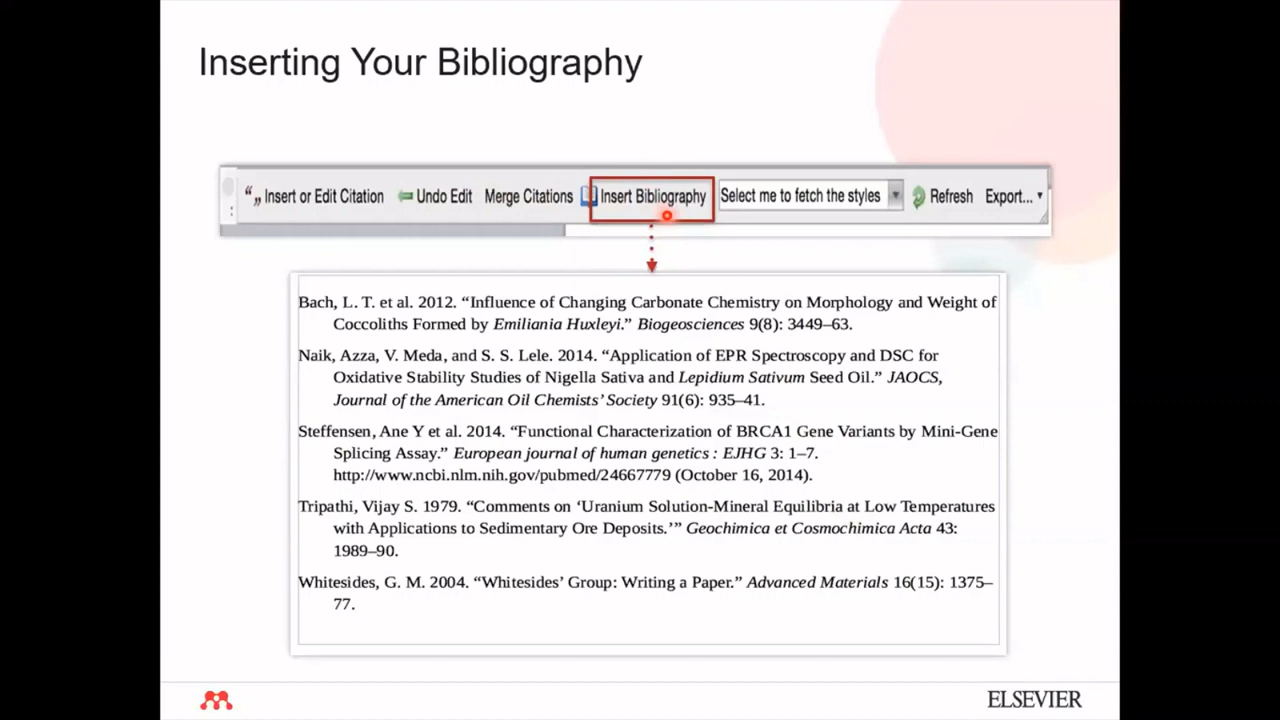 Inserting Your Bibliography
“„ Insert or Edit Citation Undo Edit Merge Citations Insert Bibliography Select me to fetch the styles Refresh Export...
Bach, L. T. et al. 2012. “Influence of Changing Carbonate Chemistry on Morphology and Weight of
Coccoliths Formed by Emiliania Huxleyi.” Biogeosciences 9(8): 3449–63.
Naik, Azza, V. Meda, and S. S. Lele. 2014. “Application of EPR Spectroscopy and DSC for
Oxidative Stability Studies of Nigella Sativa and Lepidium Sativum Seed Oil.” JAOCS,
Journal of the American Oil Chemists’ Society 91(6): 935–41.
Steffensen, Ane Y et al. 2014. “Functional Characterization of BRCA1 Gene Variants by Mini-Gene
Splicing Assay.” European journal of human genetics : EJHG 3: 1–7.
http://www.ncbi.nlm.nih.gov/pubmed/24667779 (October 16, 2014).
Tripathi, Vijay S. 1979. “Comments on ‘Uranium Solution-Mineral Equilibria at Low Temperatures
with Applications to Sedimentary Ore Deposits.’” Geochimica et Cosmochimica Acta 43:
1989–90.
Whitesides, G. M. 2004. “Whitesides’ Group: Writing a Paper.” Advanced Materials 16(15): 1375–
77.
ELSEVIER